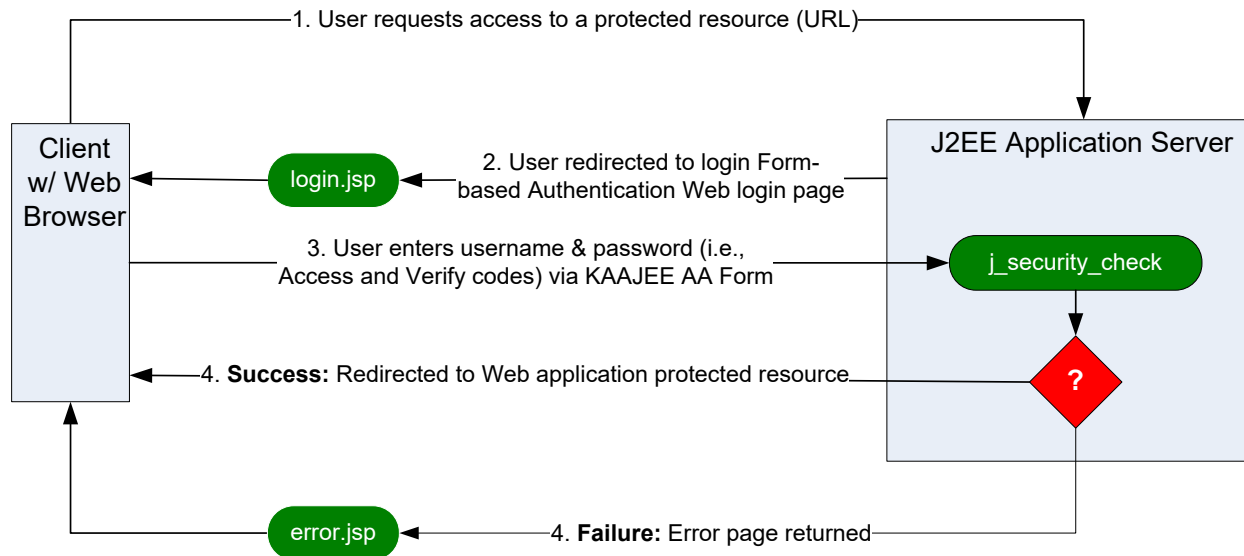 1. User requests access to a protected resource (URL)
Client
w/ Web
Browser
J2EE Application Server
login.jsp
2. User redirected to login Form-
based Authentication Web login page
3. User enters username & password (i.e.,
Access and Verify codes) via KAAJEE AA Form
j_security_check
4. Success: Redirected to Web application protected resource
?
error.jsp
4. Failure: Error page returned